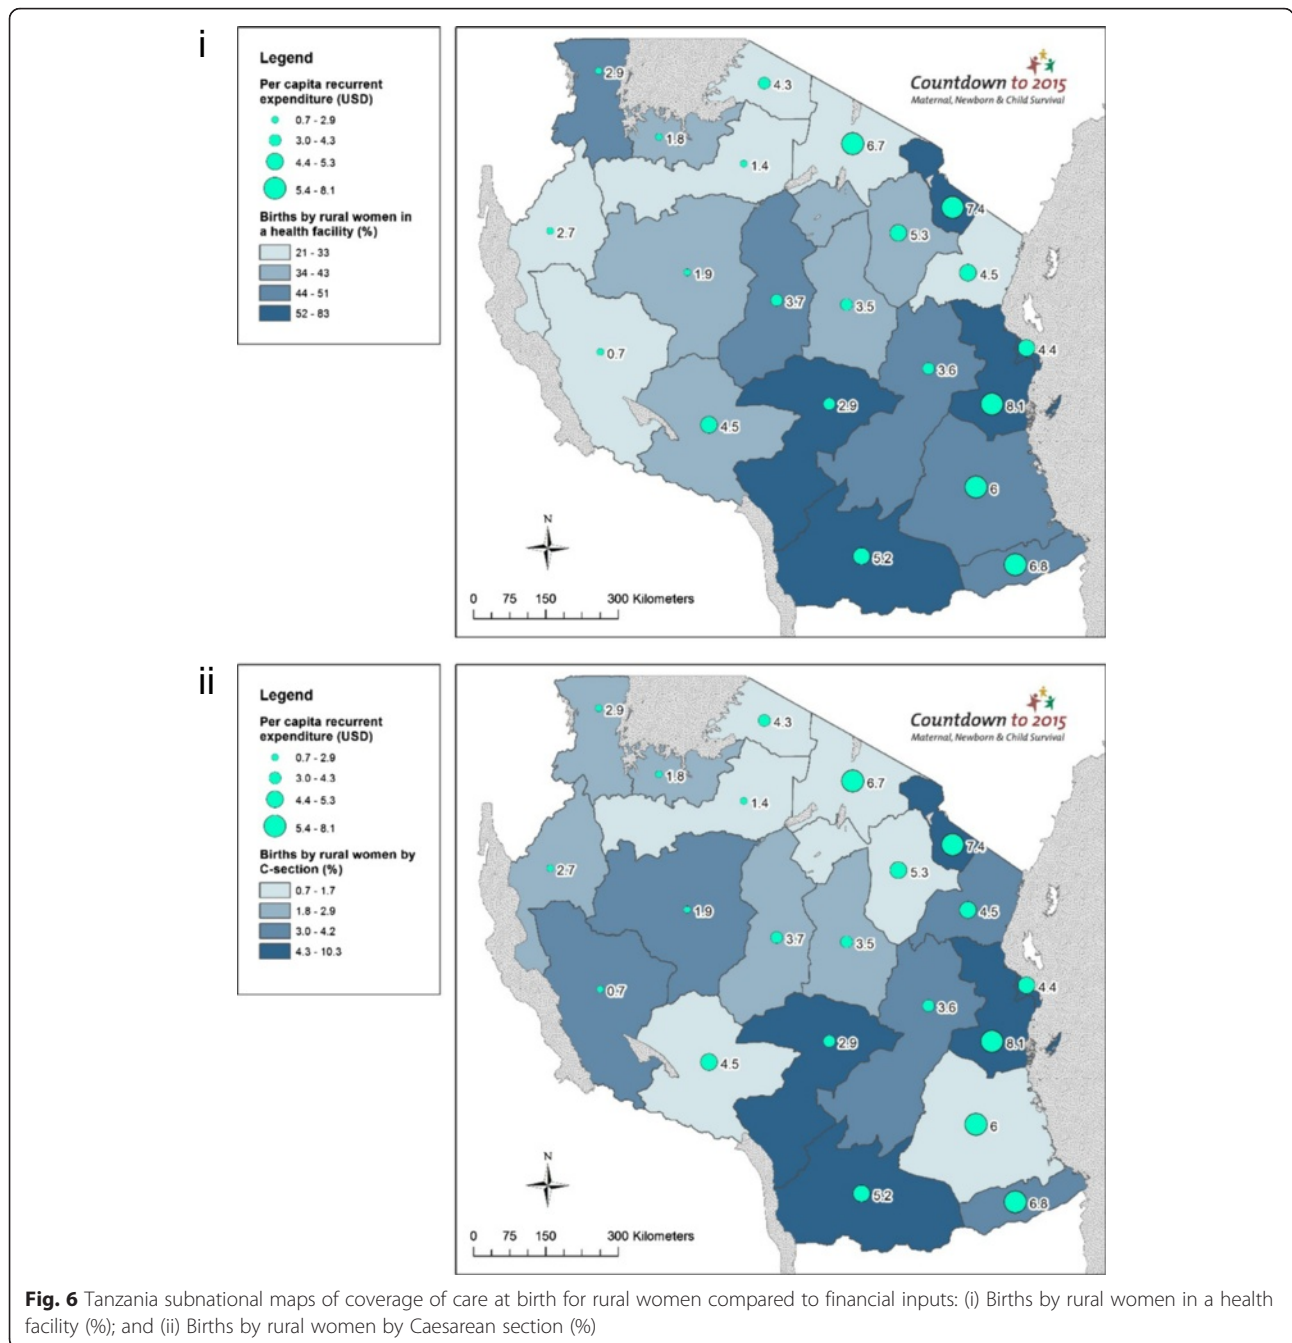 i
Legend
Per capita recurrent
expenditure (USD)
0.7 - 2.9
3.0 - 4.3
4.4 - 5.3
5.4 - 8.1
Births by rural women in
a health facility (%)
21 - 33
34 - 43
44 - 51
52 - 83
Countdown to 2015
Maternal, Newborn & Child Survival
2.9
4.3
1.8
6.7
1.4
7.4
2.7
5.3
4.5
1.9
3.7
3.5
0.7
4.4
3.6
2.9
8.1
4.5
6
5.2
6.8
N
0 75 150 300 Kilometers
ii
Legend
Per capita recurrent
expenditure (USD)
0.7 - 2.9
3.0 - 4.3
4.4 - 5.3
5.4 - 8.1
Births by rural women by
C-section (%)
0.7 - 1.7
1.8 - 2.9
3.0 - 4.2
4.3 - 10.3
Countdown to 2015
Maternal, Newborn & Child Survival
2.9
4.3
1.8
6.7
1.4
7.4
2.7
5.3
4.5
1.9
3.7
3.5
0.7
4.4
3.6
2.9
8.1
4.5
6
5.2
6.8
N
0 75 150 300 Kilometers
Fig. 6 Tanzania subnational maps of coverage of care at birth for rural women compared to financial inputs: (i) Births by rural women in a health
facility (%); and (ii) Births by rural women by Caesarean section (%)